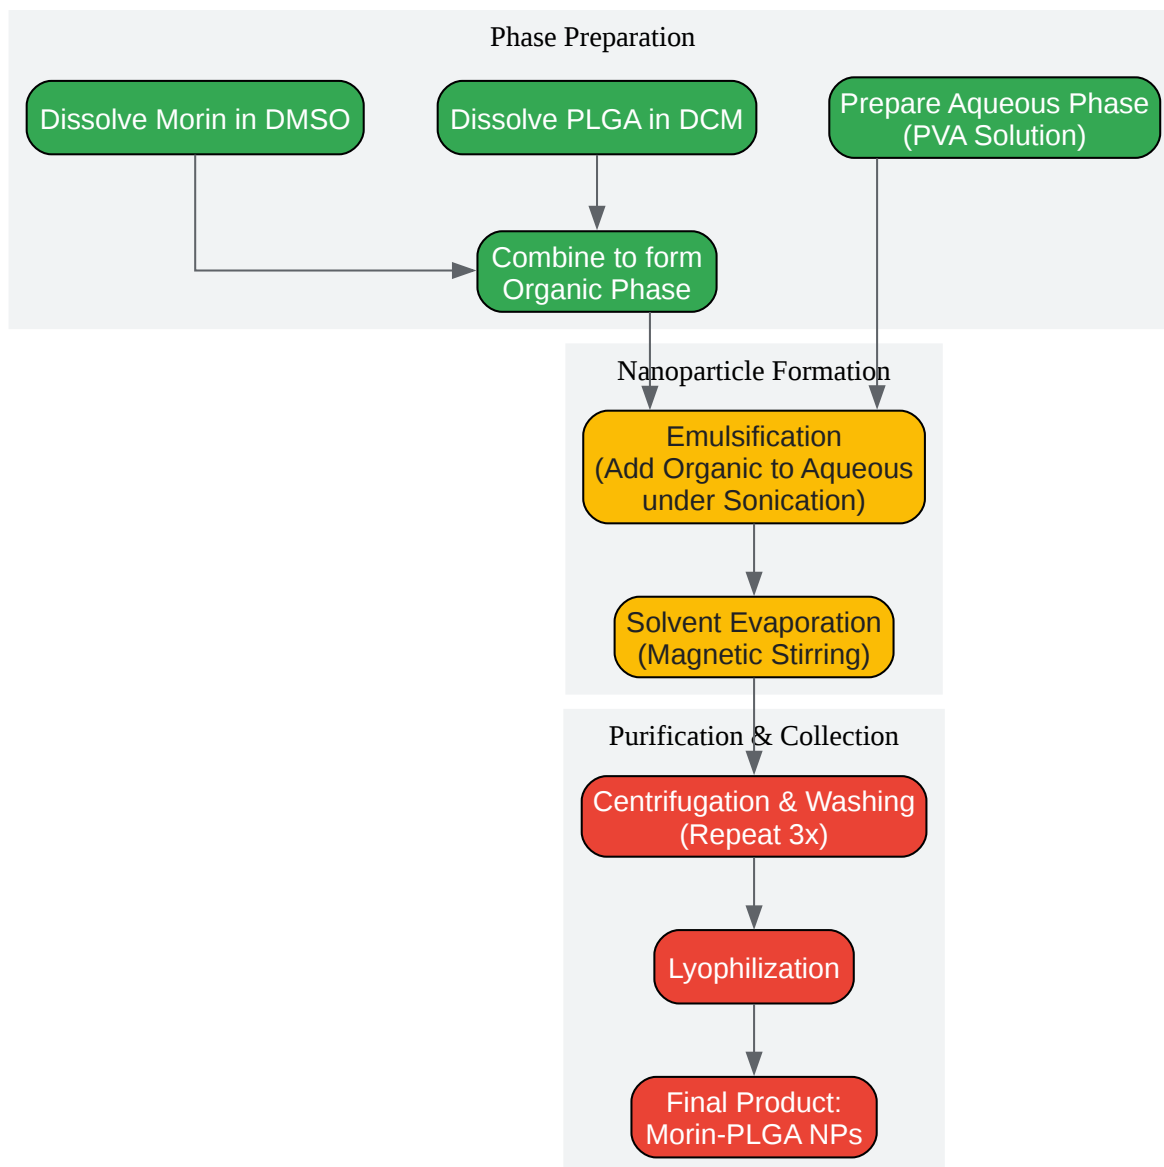 Phase Preparation
Dissolve Morin in DMSO
Dissolve PLGA in DCM
Prepare Aqueous Phase
(PVA Solution)
Combine to form
Organic Phase
Nanoparticle Formation
Emulsification
(Add Organic to Aqueous
under Sonication)
Solvent Evaporation
(Magnetic Stirring)
Purification & Collection
Centrifugation & Washing
(Repeat 3x)
Lyophilization
Final Product:
Morin-PLGA NPs